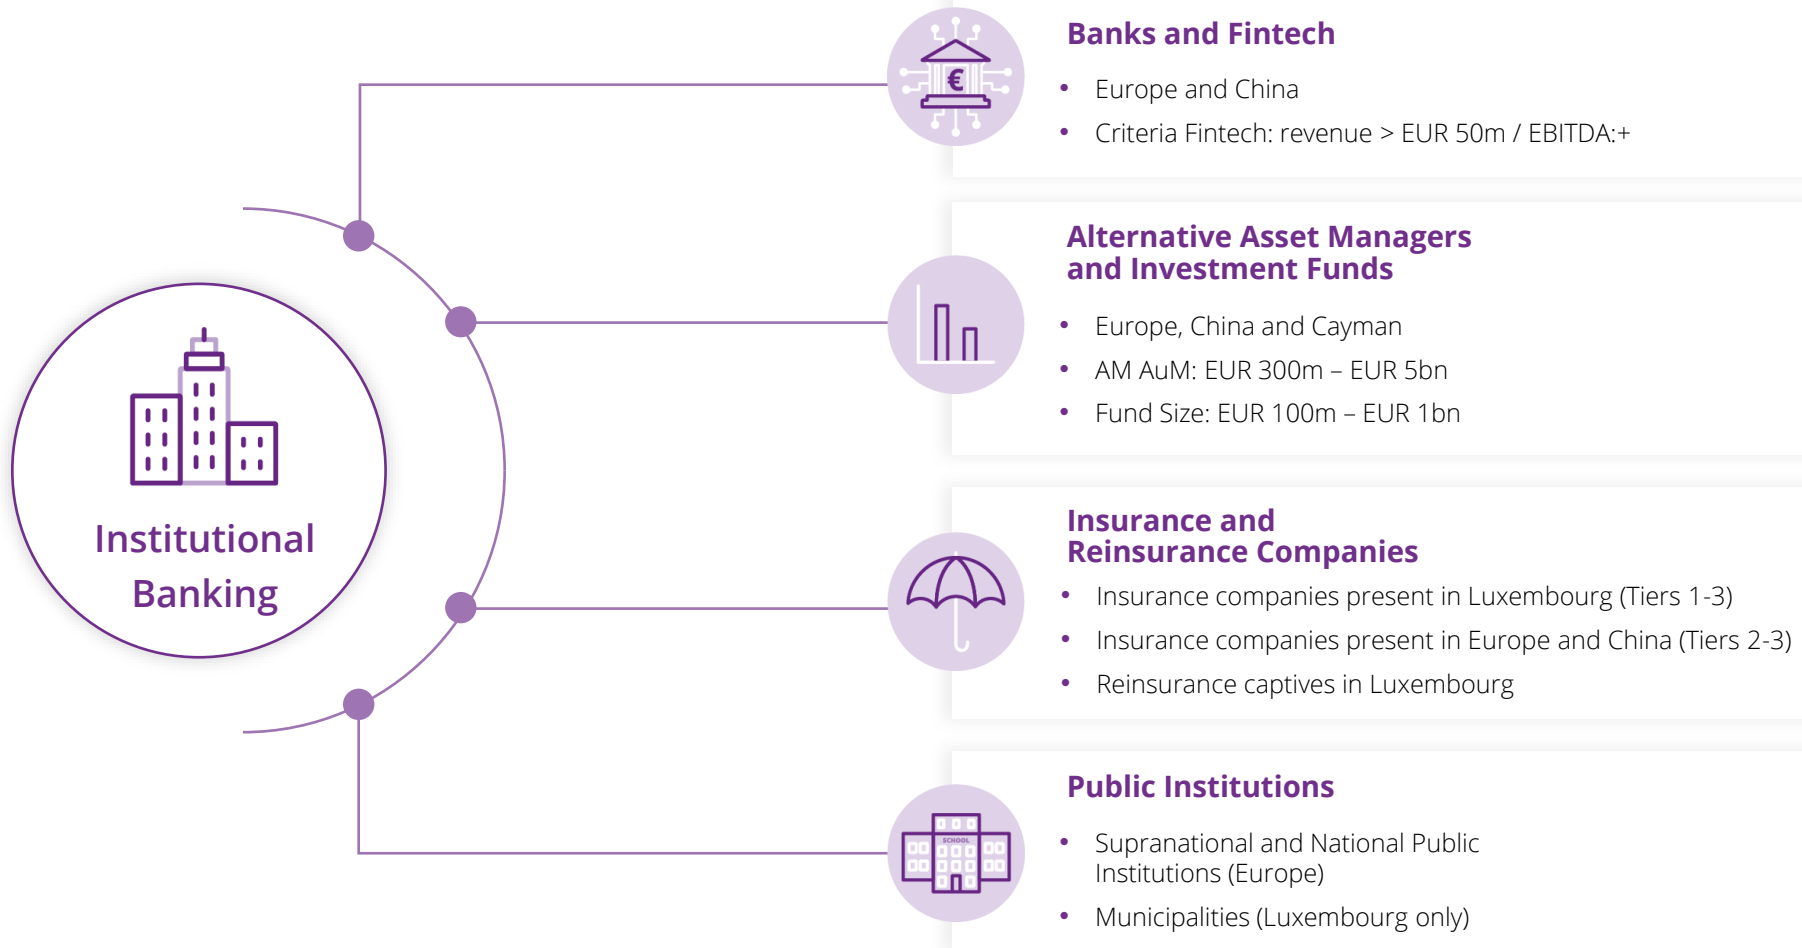 Institutional
Banking
€
Banks and Fintech
• Europe and China
• Criteria Fintech: revenue > EUR 50m / EBITDA:+
Alternative Asset Managers
and Investment Funds
• Europe, China and Cayman
• AM AuM: EUR 300m – EUR 5bn
• Fund Size: EUR 100m – EUR 1bn
Insurance and
Reinsurance Companies
• Insurance companies present in Luxembourg (Tiers 1-3)
• Insurance companies present in Europe and China (Tiers 2-3)
• Reinsurance captives in Luxembourg
SCHOOL
Public Institutions
• Supranational and National Public
Institutions (Europe)
• Municipalities (Luxembourg only)